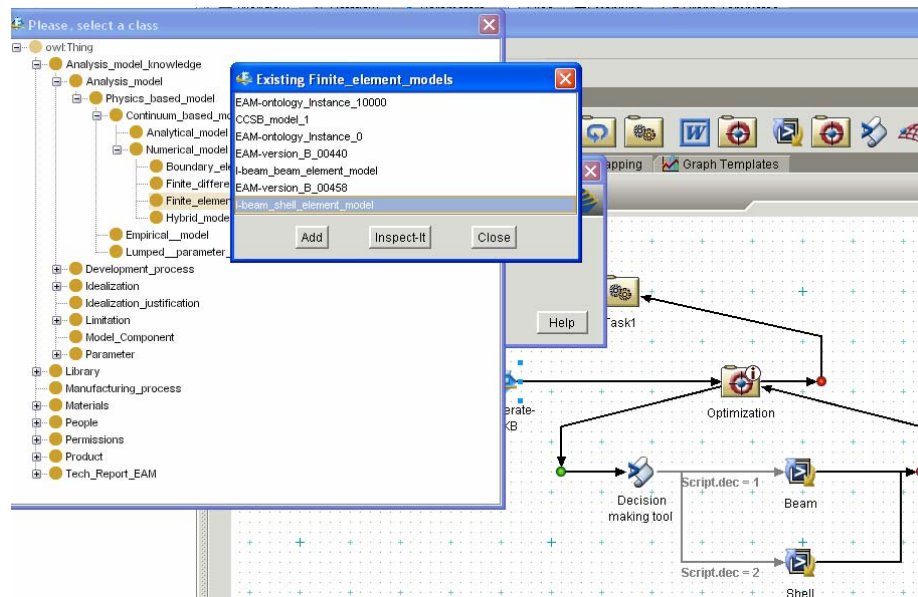 Please, select a class
owl:Thing
Analysis_model_knowledge
Analysis_model
Physics_based_model
Continuum_based_mo
Analytical_model
Numerical_model
Boundary_ele
Finite_differe
Finite_element
Hybrid_mode
Empirical__model
Lumped__parameter_
Development_process
Idealization
Idealization_justification
Limitation
Model_Component
Parameter
Library
Manufacturing_process
Materials
People
Permissions
Product
Tech_Report_EAM
Existing Finite_element_models
EAM-ontology_Instance_10000
CCSB_model_1
EAM-ontology_Instance_0
EAM-version_B_00440
I-beam_beam_element_model
EAM-version_B_00458
I-beam_shell_element_model
Add Inspect-It Close
apping Graph Templates
Help
Task1
erate-
KB
Optimization
Decision
making tool
Script.dec = 1
Beam
Script.dec = 2
Shell